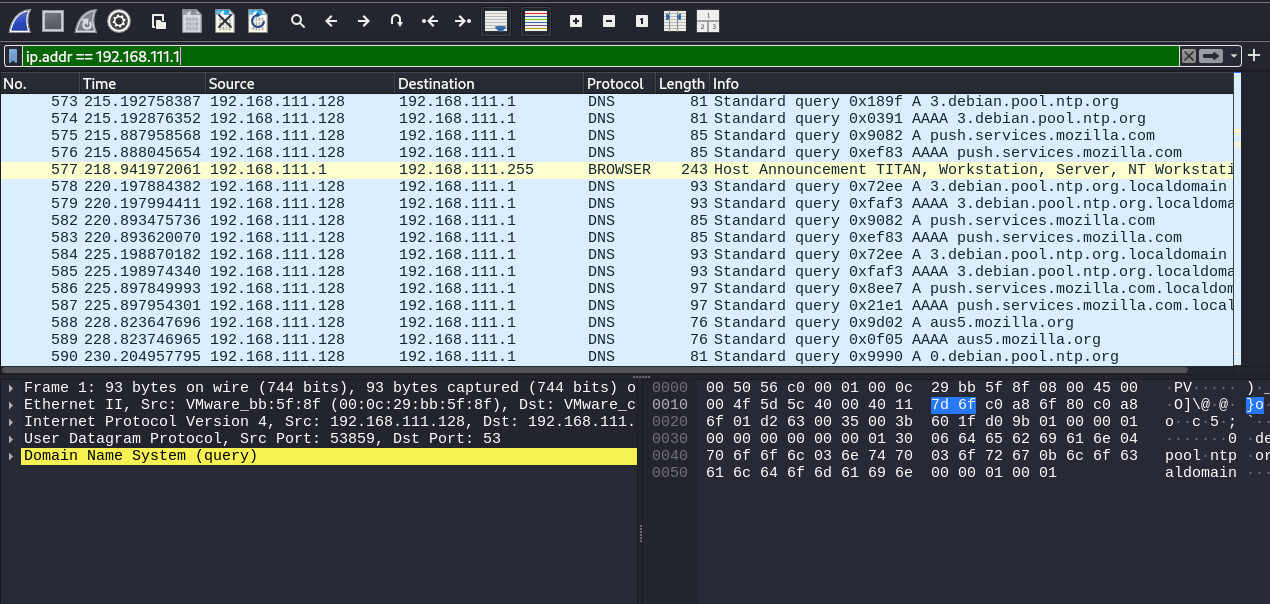 ip.addr == 192.168.111.1
No. Time Source Destination Protocol Length Info
573 215.192758387 192.168.111.128 192.168.111.1 DNS 81 Standard query 0x189f A 3.debian.pool.ntp.org
574 215.192876352 192.168.111.128 192.168.111.1 DNS 81 Standard query 0x0391 AAAA 3.debian.pool.ntp.org
575 215.887958568 192.168.111.128 192.168.111.1 DNS 85 Standard query 0x9082 A push.services.mozilla.com
576 215.888045654 192.168.111.128 192.168.111.1 DNS 85 Standard query 0xef83 AAAA push.services.mozilla.com
577 218.941972061 192.168.111.1 192.168.111.255 BROWSER 243 Host Announcement TITAN, Workstation, Server, NT Workstati
578 220.197884382 192.168.111.128 192.168.111.1 DNS 93 Standard query 0x72ee A 3.debian.pool.ntp.org.localdomain
579 220.197994411 192.168.111.128 192.168.111.1 DNS 93 Standard query 0xfaf3 AAAA 3.debian.pool.ntp.org.localdoma
582 220.893475736 192.168.111.128 192.168.111.1 DNS 85 Standard query 0x9082 A push.services.mozilla.com
583 220.893620070 192.168.111.128 192.168.111.1 DNS 85 Standard query 0xef83 AAAA push.services.mozilla.com
584 225.198870182 192.168.111.128 192.168.111.1 DNS 93 Standard query 0x72ee A 3.debian.pool.ntp.org.localdomain
585 225.198974340 192.168.111.128 192.168.111.1 DNS 93 Standard query 0xfaf3 AAAA 3.debian.pool.ntp.org.localdoma
586 225.897849993 192.168.111.128 192.168.111.1 DNS 97 Standard query 0x8ee7 A push.services.mozilla.com.localdom
587 225.897954301 192.168.111.128 192.168.111.1 DNS 97 Standard query 0x21e1 AAAA push.services.mozilla.com.local
588 228.823647696 192.168.111.128 192.168.111.1 DNS 76 Standard query 0x9d02 A aus5.mozilla.org
589 228.823746965 192.168.111.128 192.168.111.1 DNS 76 Standard query 0x0f05 AAAA aus5.mozilla.org
590 230.204957795 192.168.111.128 192.168.111.1 DNS 81 Standard query 0x9990 A 0.debian.pool.ntp.org
Frame 1: 93 bytes on wire (744 bits), 93 bytes captured (744 bits) o
Ethernet II, Src: VMware_bb:5f:8f (00:0c:29:bb:5f:8f), Dst: VMware_c
Internet Protocol Version 4, Src: 192.168.111.128, Dst: 192.168.111.
User Datagram Protocol, Src Port: 53859, Dst Port: 53
Domain Name System (query)
0000 00 50 56 c0 00 01 00 0c 29 bb 5f 8f 08 00 45 00 ·PV····· )·_
0010 00 4f 5d 5c 40 00 40 11 7d 6f c0 a8 6f 80 c0 a8 ·O]\@·@· }o·
0020 6f 01 d2 63 00 35 00 3b 60 1f d0 9b 01 00 00 01 o··c·5·; `··
0030 00 00 00 00 00 00 01 30 06 64 65 62 69 61 6e 04 ·······0 ·de
0040 70 6f 6f 6c 03 6e 74 70 03 6f 72 67 0b 6c 6f 63 pool·ntp ·or
0050 61 6c 64 6f 6d 61 69 6e 00 00 01 00 01 aldomain ···